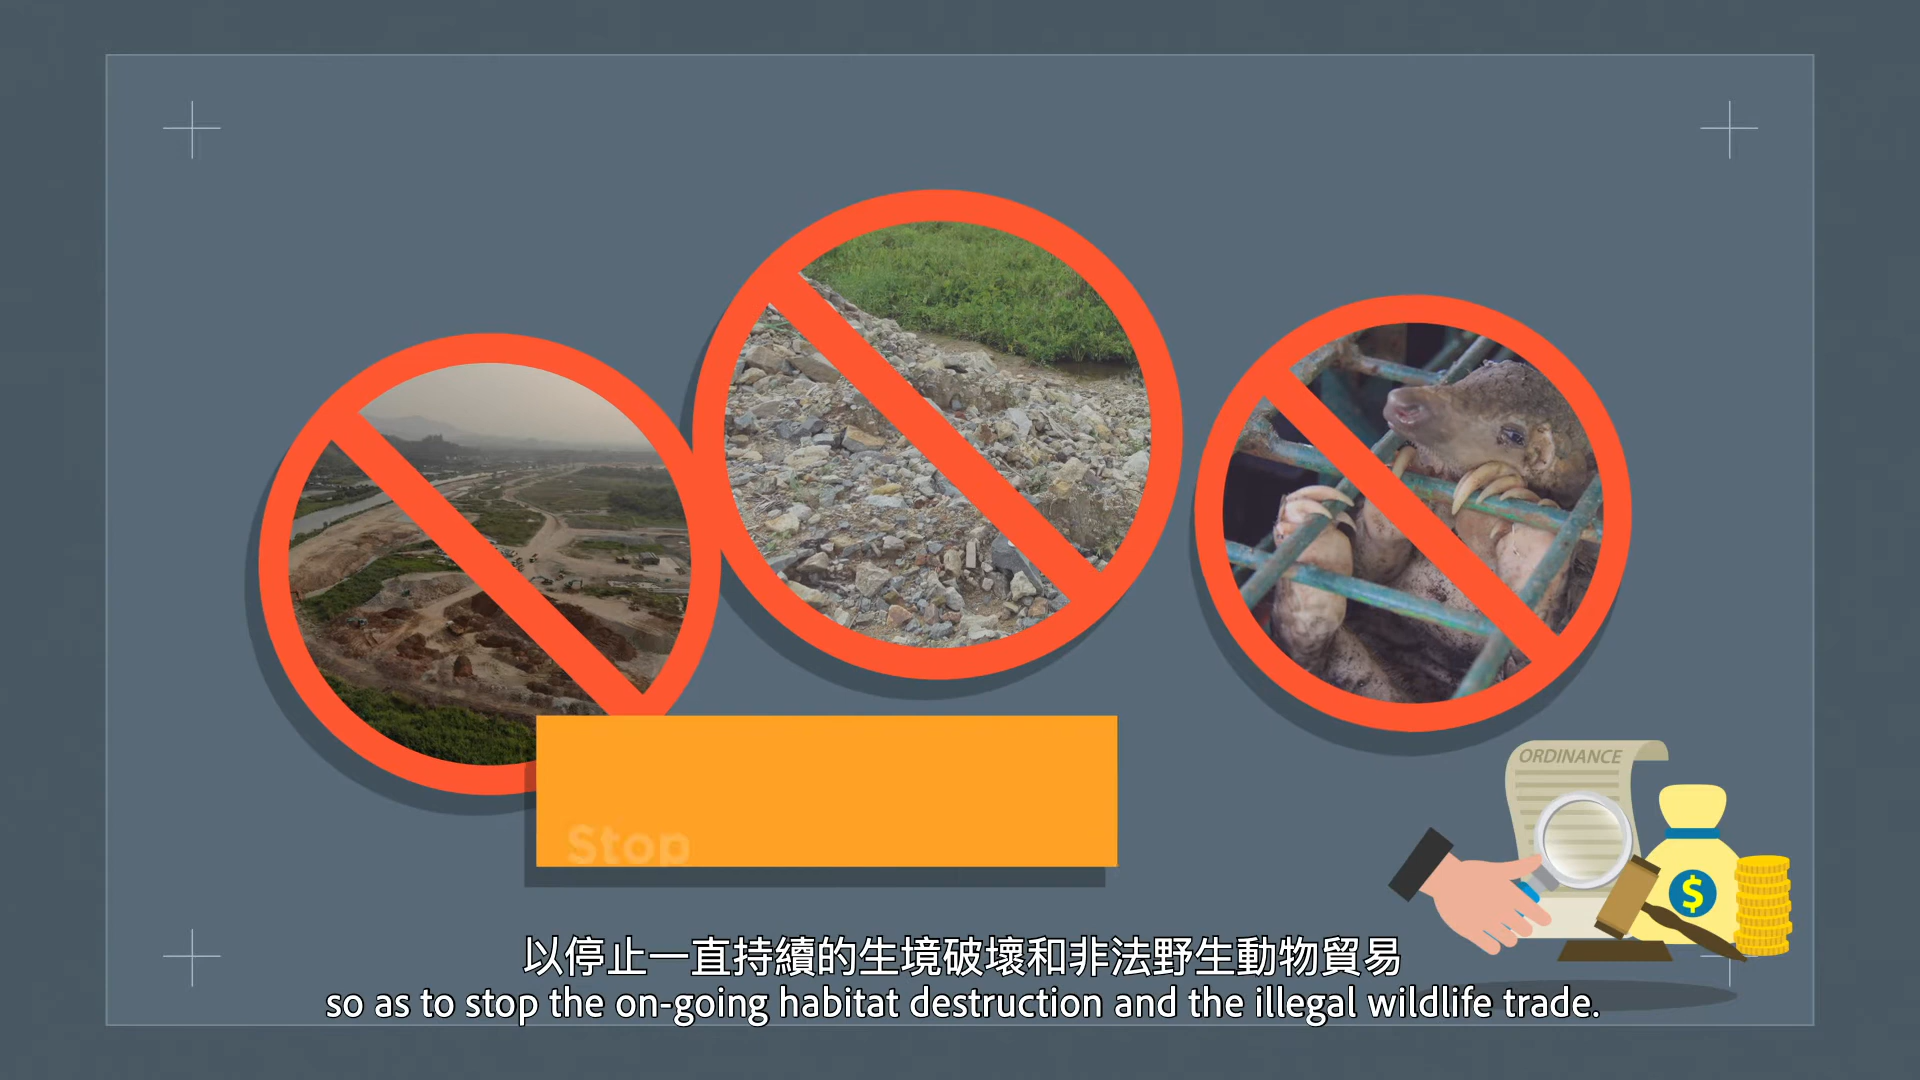 Stop
ORDINANCE
以停止一直持續的生境破壞和非法野生動物貿易
so as to stop the on-going habitat destruction and the illegal wildlife trade.